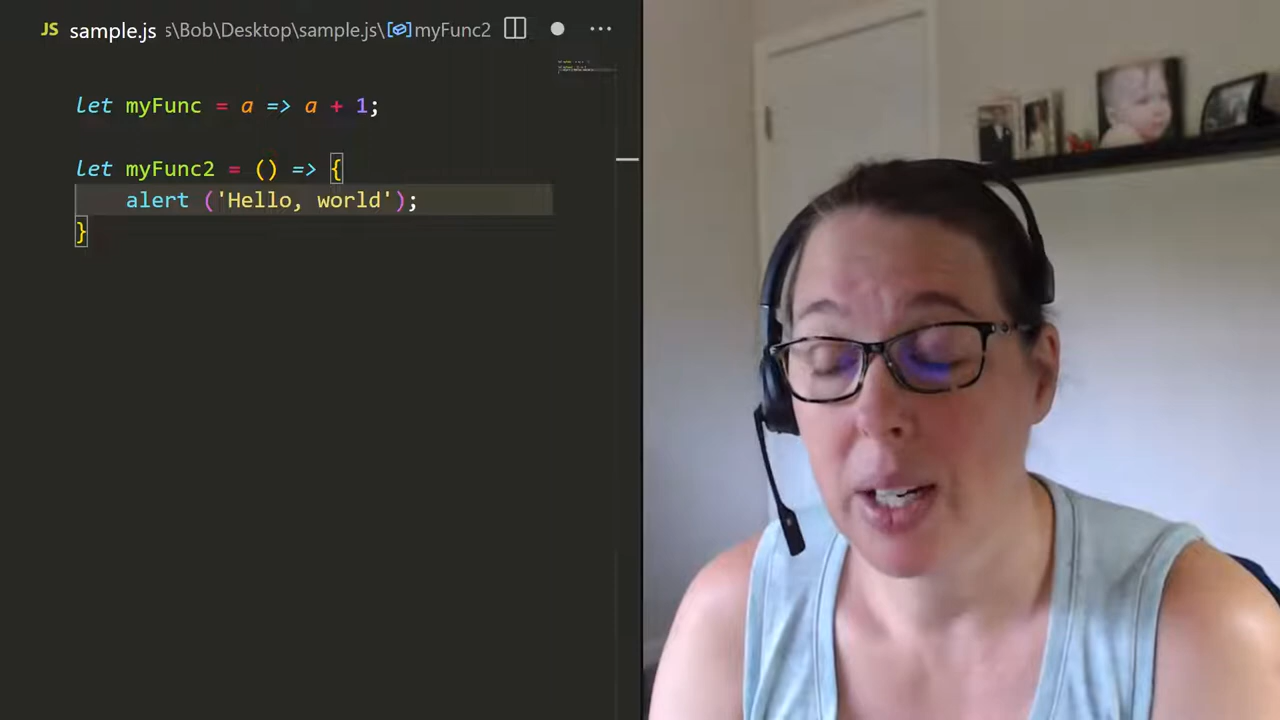 JS sample.js s\Bob\Desktop\sample.js\myFunc2 ...
let myFunc = a => a + 1;
let myFunc2 = () => {
alert ('Hello, world');
}